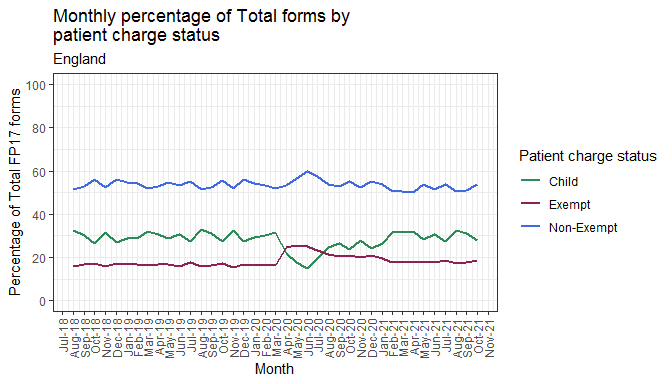 Monthly percentage of Total forms by
patient charge status
England
Percentage of Total FP17 forms
100
80
60
40
20
0
Jul-18
Aug-18
Sep-18
Oct-18
Nov-18
Dec-18
Jan-19
Feb-19
Mar-19
Apr-19
May-19
Jun-19
Jul-19
Aug-19
Sep-19
Oct-19
Nov-19
Dec-19
Jan-20
Feb-20
Mar-20
Apr-20
May-20
Jun-20
Jul-20
Aug-20
Sep-20
Oct-20
Nov-20
Dec-20
Jan-21
Feb-21
Mar-21
Apr-21
May-21
Jun-21
Jul-21
Aug-21
Sep-21
Oct-21
Nov-21
Month
Patient charge status
Child
Exempt
Non-Exempt